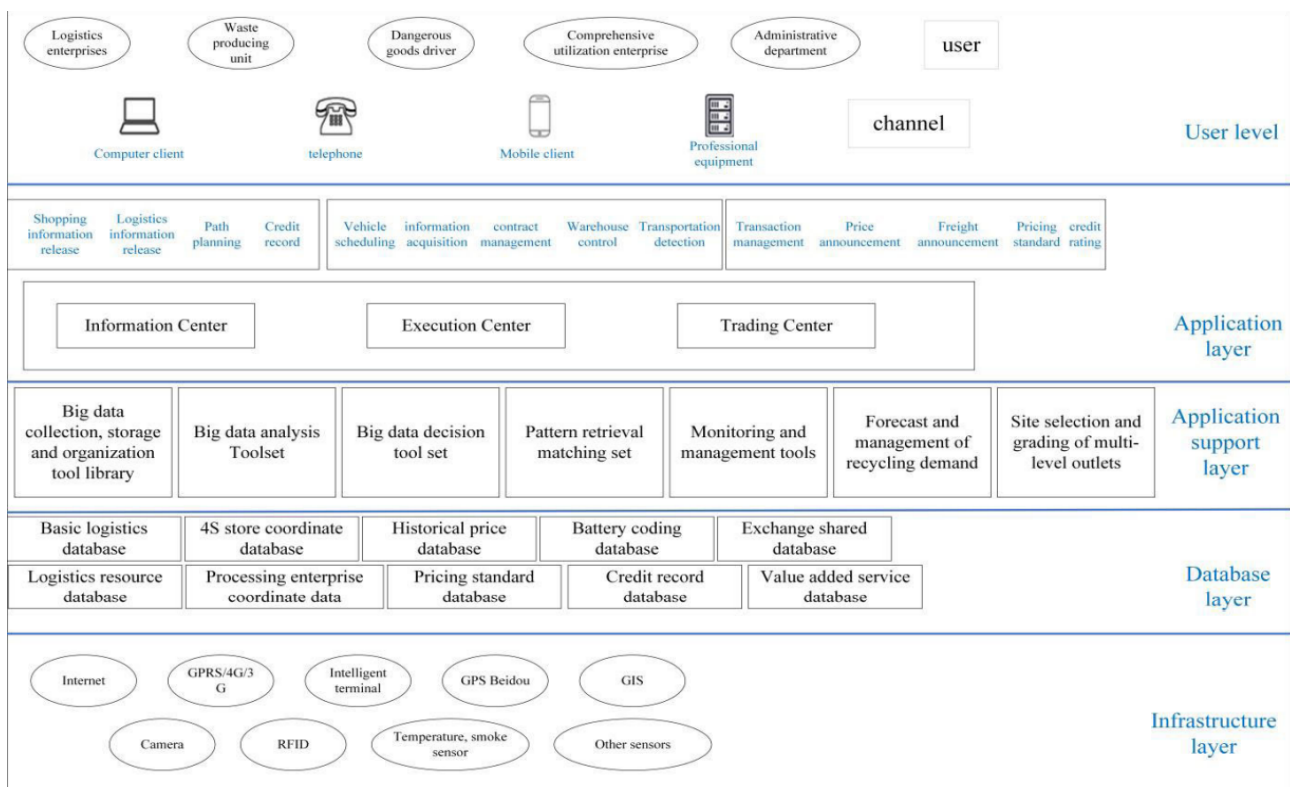 Logistics
enterprises
Waste
producing
unit
Dangerous
goods driver
Comprehensive
utilization enterprise
Administrative
department
user
Computer client
telephone
Mobile client
Professional
equipment
channel
User level
Shopping
information
release
Logistics
information
release
Path
planning
Credit
record
Vehicle
scheduling
information
acquisition
contract
management
Warehouse
control
Transportation
detection
Transaction
management
Price
announcement
Freight
announcement
Pricing
standard
credit
rating
Information Center
Execution Center
Trading Center
Application
layer
Big data
collection, storage
and organization
tool library
Big data analysis
Toolset
Big data decision
tool set
Pattern retrieval
matching set
Monitoring and
management tools
Forecast and
management of
recycling demand
Site selection and
grading of multi-
level outlets
Application
support
layer
Basic logistics
database
4S store coordinate
database
Historical price
database
Battery coding
database
Exchange shared
database
Logistics resource
database
Processing enterprise
coordinate data
Pricing standard
database
Credit record
database
Value added service
database
Database
layer
Internet
GPRS/4G/3
G
Intelligent
terminal
GPS Beidou
GIS
Camera
RFID
Temperature, smoke
sensor
Other sensors
Infrastructure
layer